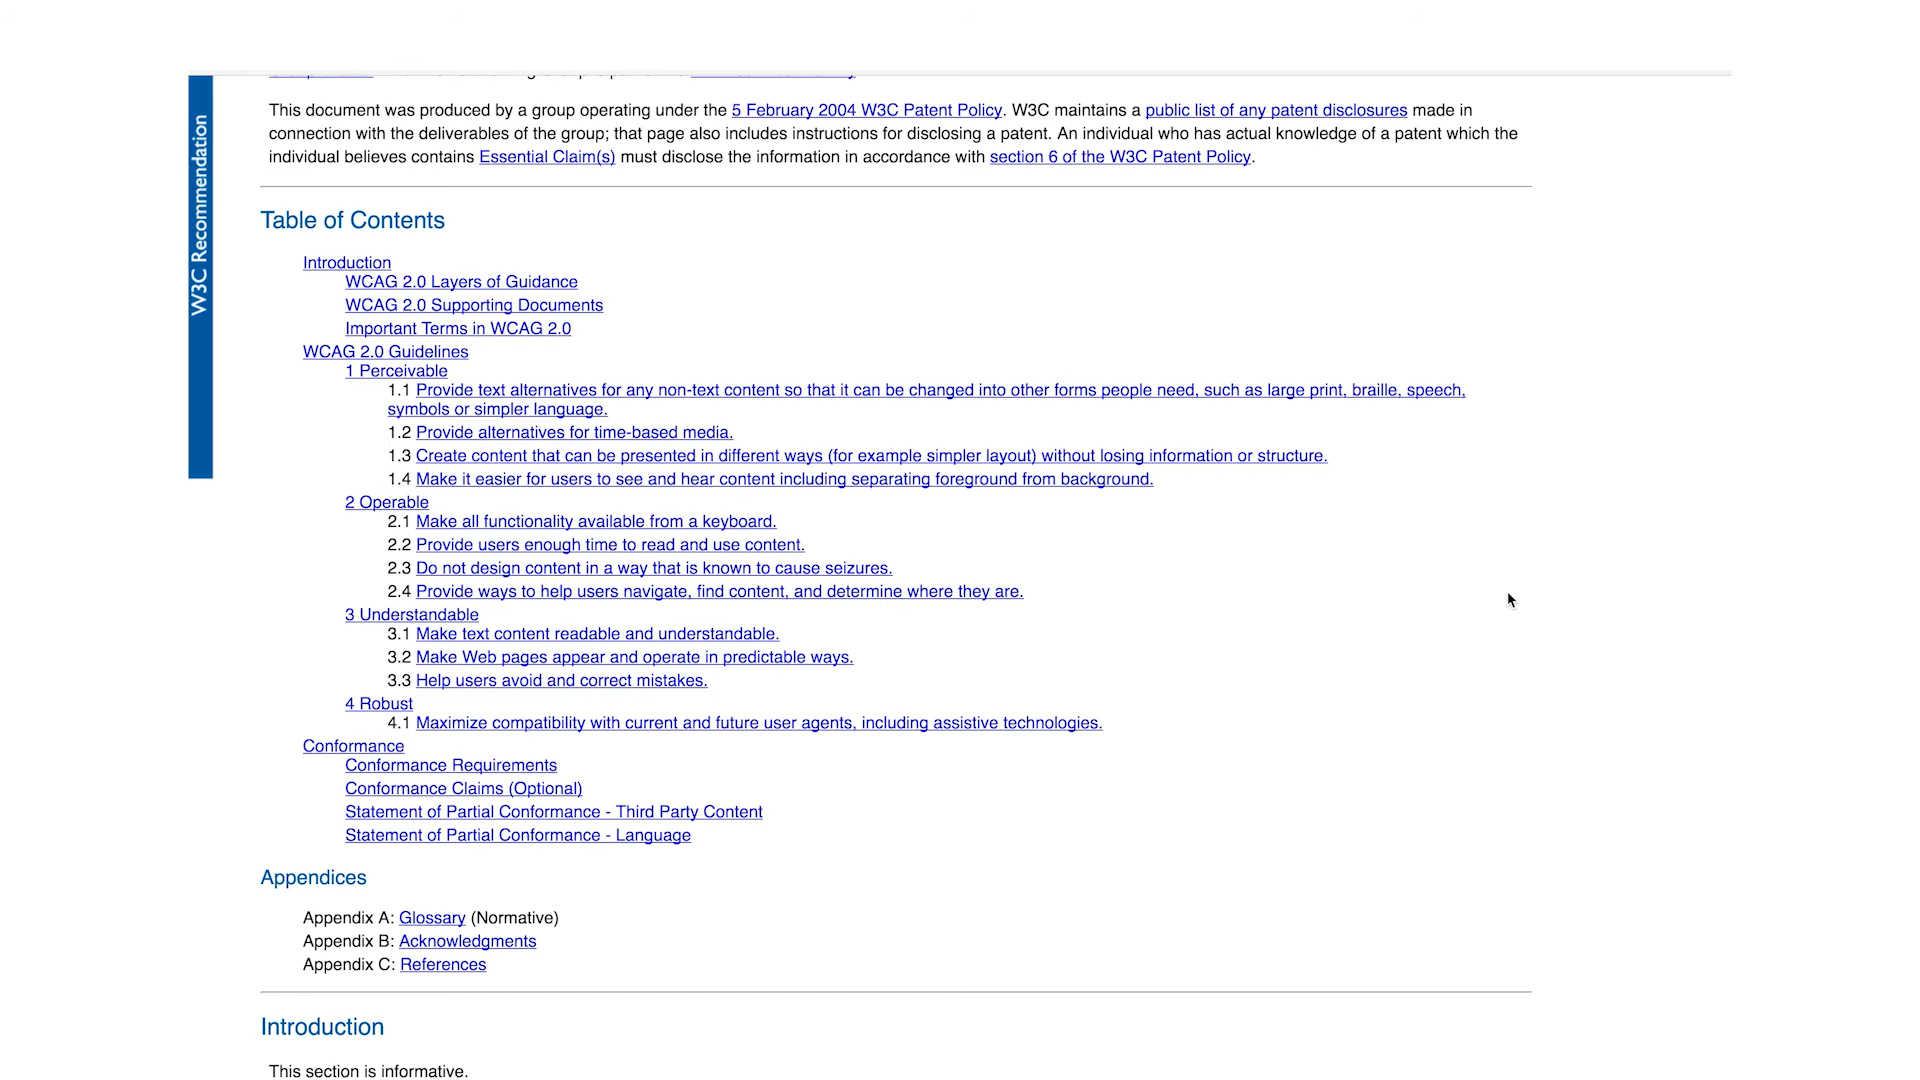 This document was produced by a group operating under the 5 February 2004 W3C Patent Policy. W3C maintains a public list of any patent disclosures made in
connection with the deliverables of the group; that page also includes instructions for disclosing a patent. An individual who has actual knowledge of a patent which the
individual believes contains Essential Claim(s) must disclose the information in accordance with section 6 of the W3C Patent Policy.
W3C Recommendation
Table of Contents
Introduction
WCAG 2.0 Layers of Guidance
WCAG 2.0 Supporting Documents
Important Terms in WCAG 2.0
WCAG 2.0 Guidelines
1 Perceivable
1.1 Provide text alternatives for any non-text content so that it can be changed into other forms people need, such as large print, braille, speech,
symbols or simpler language.
1.2 Provide alternatives for time-based media.
1.3 Create content that can be presented in different ways (for example simpler layout) without losing information or structure.
1.4 Make it easier for users to see and hear content including separating foreground from background.
2 Operable
2.1 Make all functionality available from a keyboard.
2.2 Provide users enough time to read and use content.
2.3 Do not design content in a way that is known to cause seizures.
2.4 Provide ways to help users navigate, find content, and determine where they are.
3 Understandable
3.1 Make text content readable and understandable.
3.2 Make Web pages appear and operate in predictable ways.
3.3 Help users avoid and correct mistakes.
4 Robust
4.1 Maximize compatibility with current and future user agents, including assistive technologies.
Conformance
Conformance Requirements
Conformance Claims (Optional)
Statement of Partial Conformance - Third Party Content
Statement of Partial Conformance - Language
Appendices
Appendix A: Glossary (Normative)
Appendix B: Acknowledgments
Appendix C: References
Introduction
This section is informative.